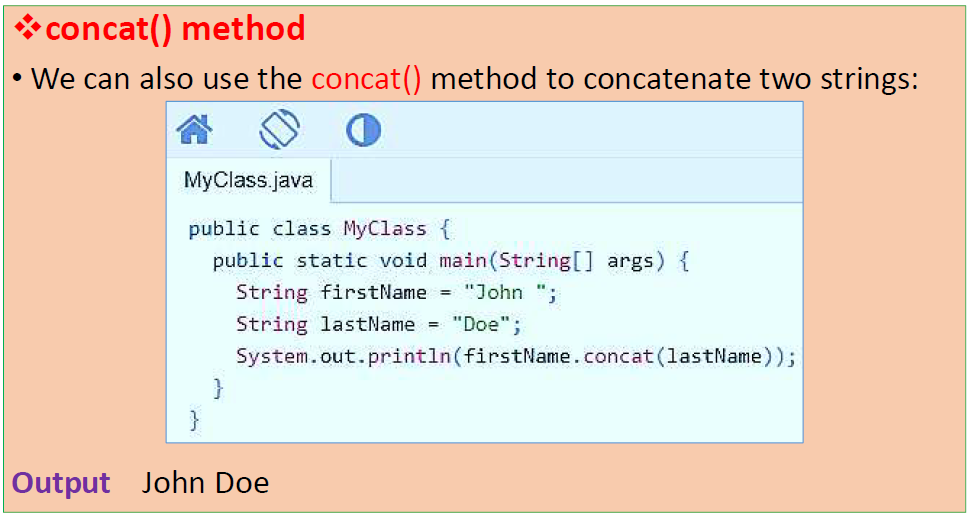 ❖concat() method
• We can also use the concat() method to concatenate two strings:
MyClass.java
public class MyClass {
  public static void main(String[] args) {
    String firstName = "John ";
    String lastName = "Doe";
    System.out.println(firstName.concat(lastName));
  }
}
Output John Doe